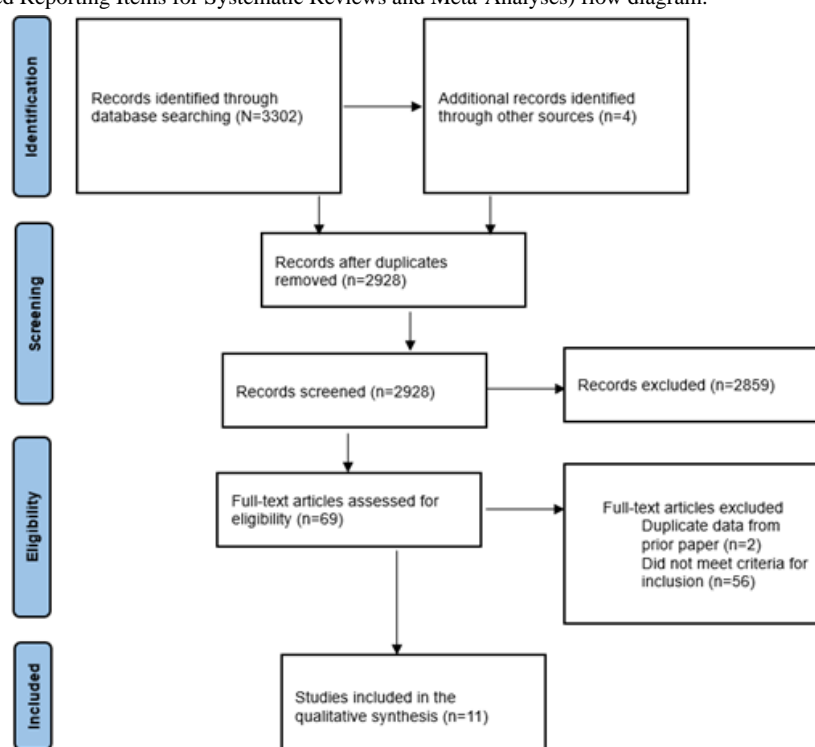 ed Reporting Items for Systematic Reviews and Meta-Analyses) flow diagram.
Identification
Records identified through
database searching (N=3302)
Additional records identified
through other sources (n=4)
Screening
Records after duplicates
removed (n=2928)
Records screened (n=2928)
Records excluded (n=2859)
Eligibility
Full-text articles assessed for
eligibility (n=69)
Full-text articles excluded
Duplicate data from
prior paper (n=2)
Did not meet criteria for
inclusion (n=56)
Included
Studies included in the
qualitative synthesis (n=11)